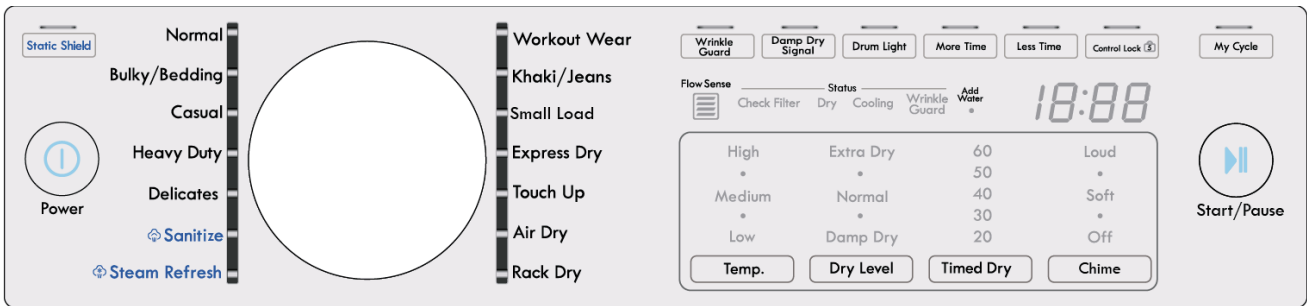 Static Shield
Power
Normal
Bulky/Bedding
Casual
Heavy Duty
Delicates
Sanitize
Steam Refresh
Workout Wear
Khaki/Jeans
Small Load
Express Dry
Touch Up
Air Dry
Rack Dry
Wrinkle
Guard
Damp Dry
Signal
Drum Light
More Time
Less Time
Control Lock
My Cycle
Flow Sense
Status
Check Filter
Dry
Cooling
Wrinkle
Guard
Add
Water
18:88
High
Medium
Low
Temp.
Extra Dry
Normal
Damp Dry
Dry Level
60
50
40
30
20
Timed Dry
Loud
Soft
Off
Chime
Start/Pause